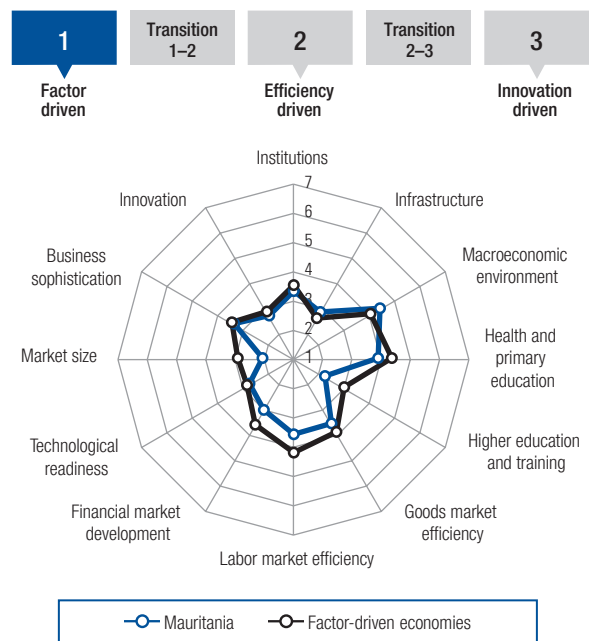 1
Transition
1–2
2
Transition
2–3
3
Factor
driven
Efficiency
driven
Innovation
driven
Institutions
Infrastructure
Macroeconomic
environment
Health and
primary
education
Higher education
and training
Goods market
efficiency
Labor market efficiency
Financial market
development
Technological
readiness
Market size
Business
sophistication
Innovation
7
6
5
4
3
2
1
Mauritania
Factor-driven economies